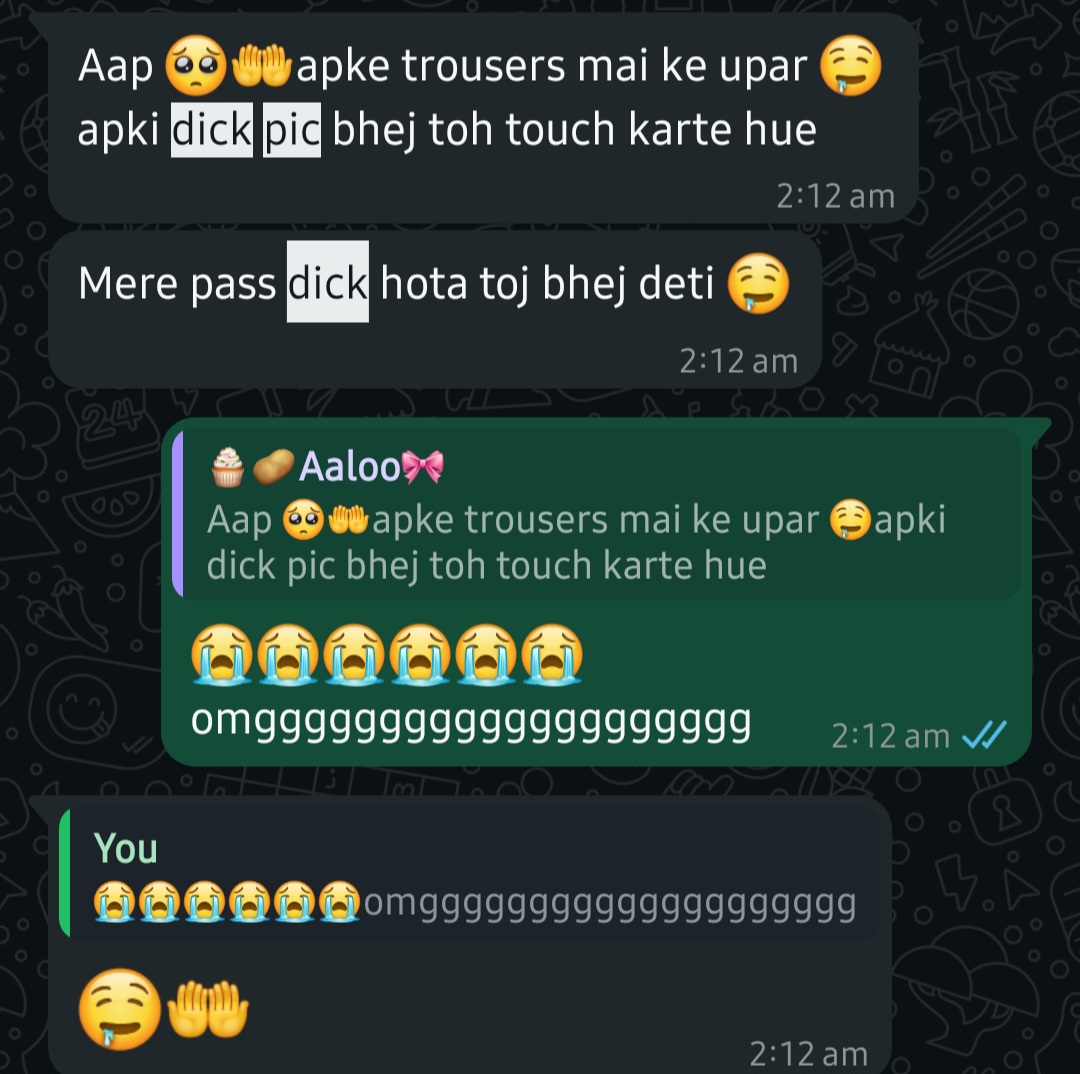 Aap 🥺🤲apke trousers mai ke upar 🤤
apki dick pic bhej toh touch karte hue
2:12 am
Mere pass dick hota toj bhej deti 🤤
2:12 am
🧁🥔Aaloo🎀
Aap 🥺🤲apke trousers mai ke upar 🤤apki
dick pic bhej toh touch karte hue
😭😭😭😭😭😭
omgggggggggggggggggggg
2:12 am
You
😭😭😭😭😭😭omgggggggggggggggggggg
🤤🤲
2:12 am